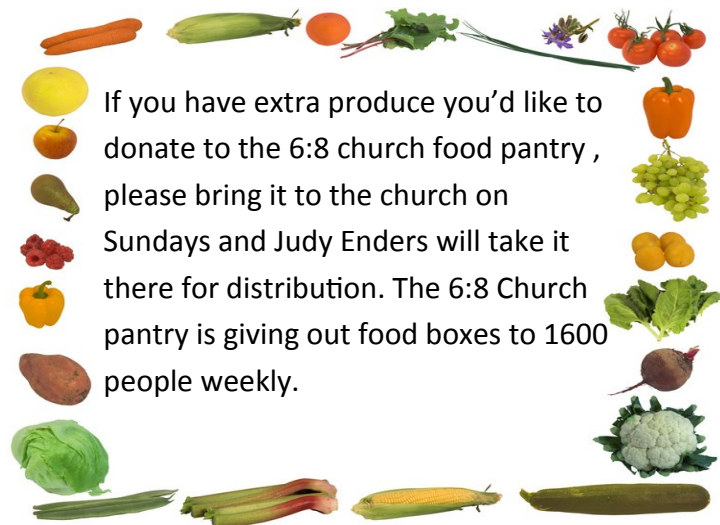 If you have extra produce you’d like to
donate to the 6:8 church food pantry ,
please bring it to the church on
Sundays and Judy Enders will take it
there for distribution. The 6:8 Church
pantry is giving out food boxes to 1600
people weekly.